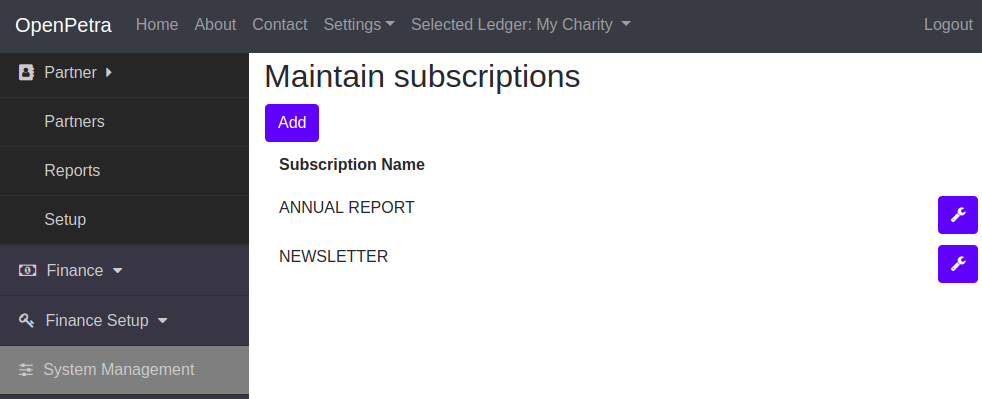 OpenPetra Home About Contact Settings Selected Ledger: My Charity Logout
Partner
Partners
Reports
Setup
Finance
Finance Setup
System Management
Maintain subscriptions
Add
Subscription Name
ANNUAL REPORT
NEWSLETTER